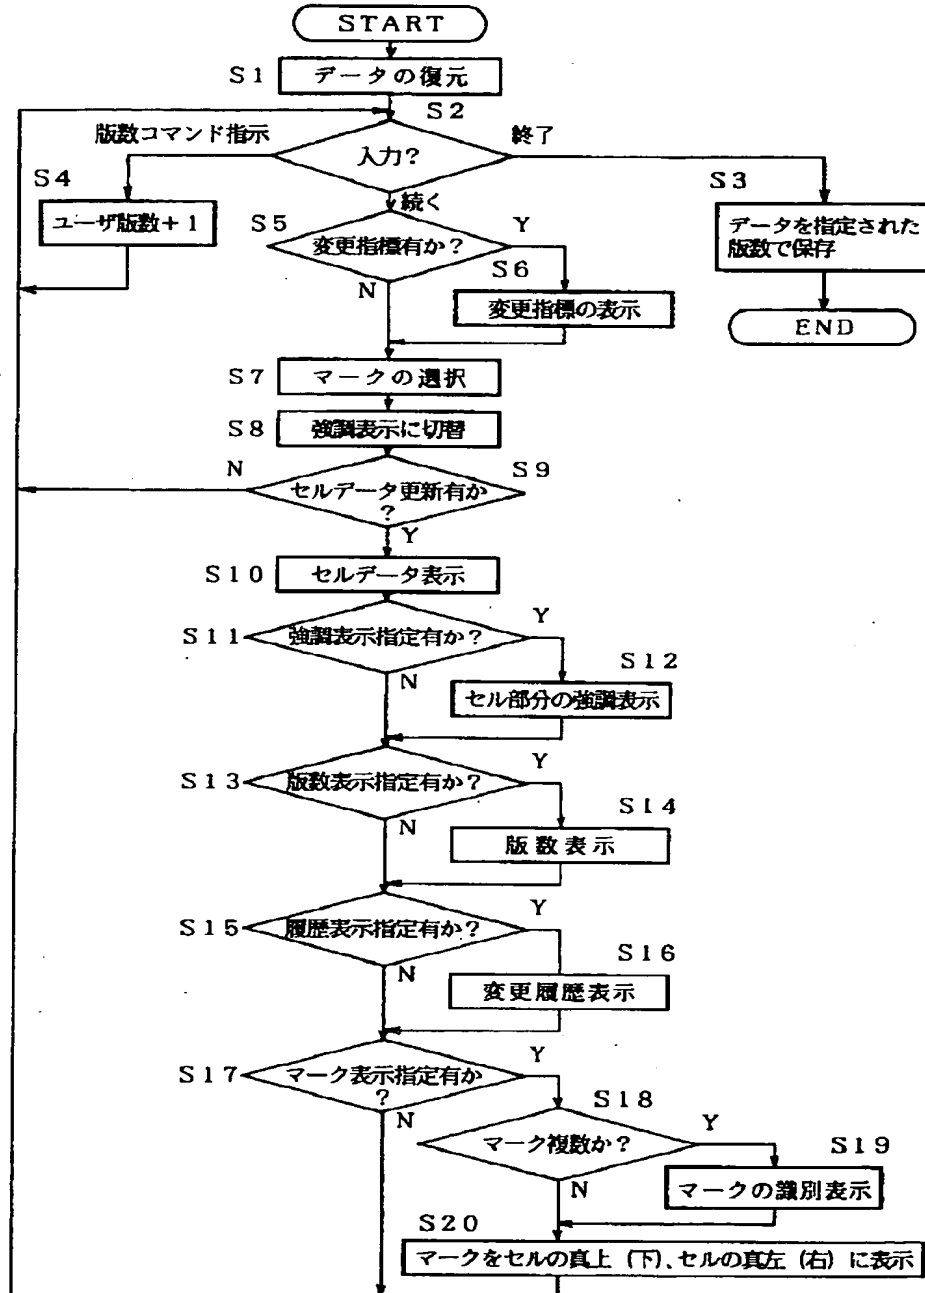 START
S1
データの復元
S2
版数コマンド指示
終了
入力?
S4
S3
続く
ユーザ版数+1
S5
Y
データを指定された
版数で保存
変更指標有か?
S6
N
変更指標の表示
END
S7
マークの選択
S8
強調表示に切替
N
S9
セルデータ更新有か
?
Y
S10
セルデータ表示
Y
S11
強調表示指定有か?
S12
N
セル部分の強調表示
Y
S13
版数表示指定有か?
S14
N
版数表示
Y
S15
履歴表示指定有か?
S16
N
変更履歴表示
Y
S17
マーク表示指定有か
?
S18
N
Y
マーク複数か?
S19
N
マークの識別表示
S20
マークをセルの真上(下)、セルの真左(右)に表示